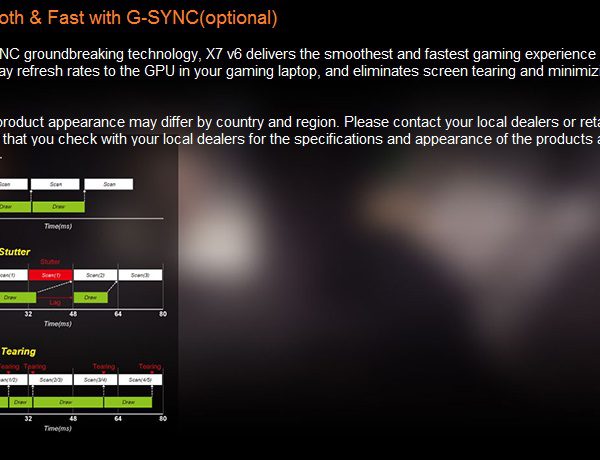 oth & Fast with G-SYNC(optional)
NC groundbreaking technology, X7 v6 delivers the smoothest and fastest gaming experience
ay refresh rates to the GPU in your gaming laptop, and eliminates screen tearing and minimizi
product appearance may differ by country and region. Please contact your local dealers or reta
that you check with your local dealers for the specifications and appearance of the products a
.
Scan Scan Scan
Draw Draw
Time(ms)
Stutter
Stutter
can(1) Scan(1) Scan(2) Scan(3)
Draw Lag Draw
32 48 64 80
Time(ms)
Tearing
Tearing Tearing Tearing Tearing
an(1/2) Scan(2/3) Scan(3/4) Scan(4/5)
Draw Draw Draw Draw
32 48 64 80
Time(ms)